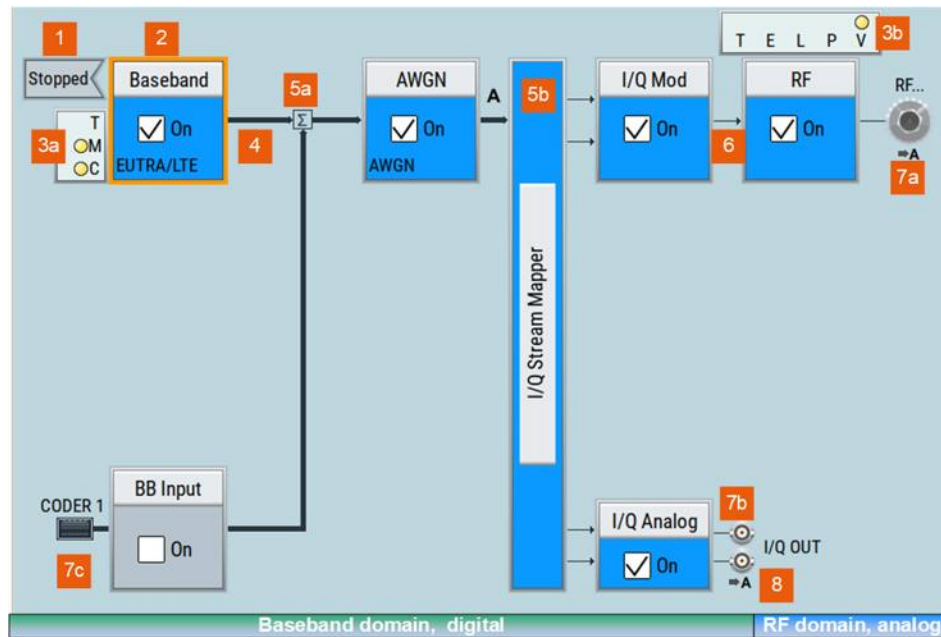 1
2
T E L P V
3b
Stopped
Baseband
On
EUTRA/LTE
3a
T
M
C
4
5a
Σ
AWGN
On
AWGN
A
5b
I/Q Stream Mapper
I/Q Mod
On
6
RF
On
RF...
➡A
7a
CODER 1
7c
BB Input
On
I/Q Analog
On
7b
I/Q OUT
➡A
8
Baseband domain, digital
RF domain, analog